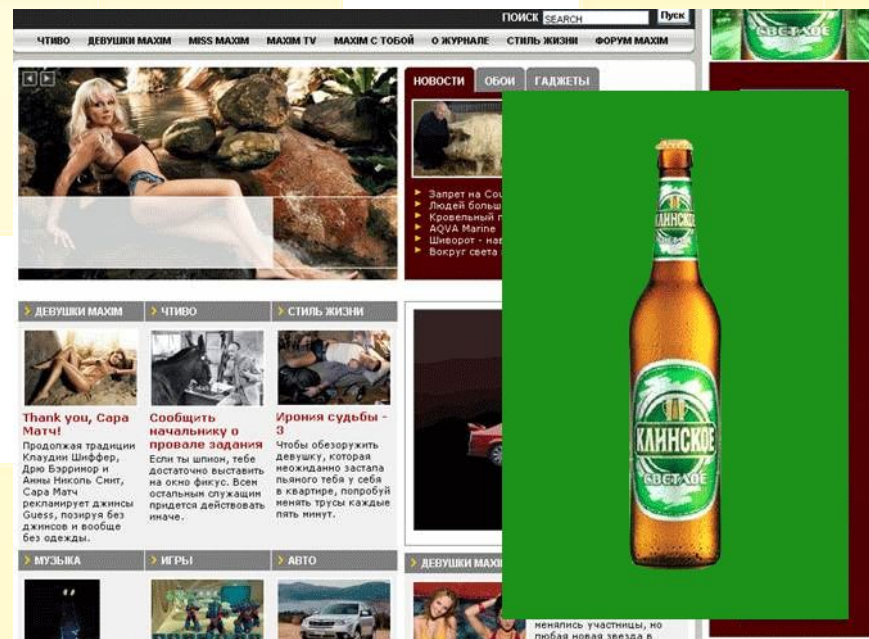 ПОИСК SEARCH Пуск
ЧТИВО ДЕВУШКИ MAXIM MISS MAXIM MAXIM TV MAXIM С ТОБОЙ О ЖУРНАЛЕ СТИЛЬ ЖИЗНИ ФОРУМ MAXIM
СВЕТЛОЕ
НОВОСТИ ОБОИ ГАДЖЕТЫ
Запрет на
Людей
Кровельный
AQVA Marine
Шиворот -
Вокруг света
КЛИНСКОЕ
СВЕТЛОЕ
ДЕВУШКИ MAXIM
Thank you, Сара
Матч!
Продолжая традиции
Клаудии Шиффер,
Дрю Бэрринор и
Анны Николь Смит,
Сара Матч
рекланирует джинсы
Guess, позируя без
джинсов и вообще
без одежды.
ЧТИВО
Сообщить
начальнику о
провале задания
Если ты шпион, тебе
достаточно выставить
на окно фикус. Всем
остальным служащим
придется действовать
иначе.
СТИЛЬ ЖИЗНИ
Ирония судьбы -
3
Чтобы обезоружить
девушку, которая
неожиданно застала
пьяного тебя у себя
в квартире, попробуй
менять трусы каждые
пять минут.
МУЗЫКА
ИГРЫ
АВТО
ДЕВУШКИ
менялись участницы, но
любая новая звезда в